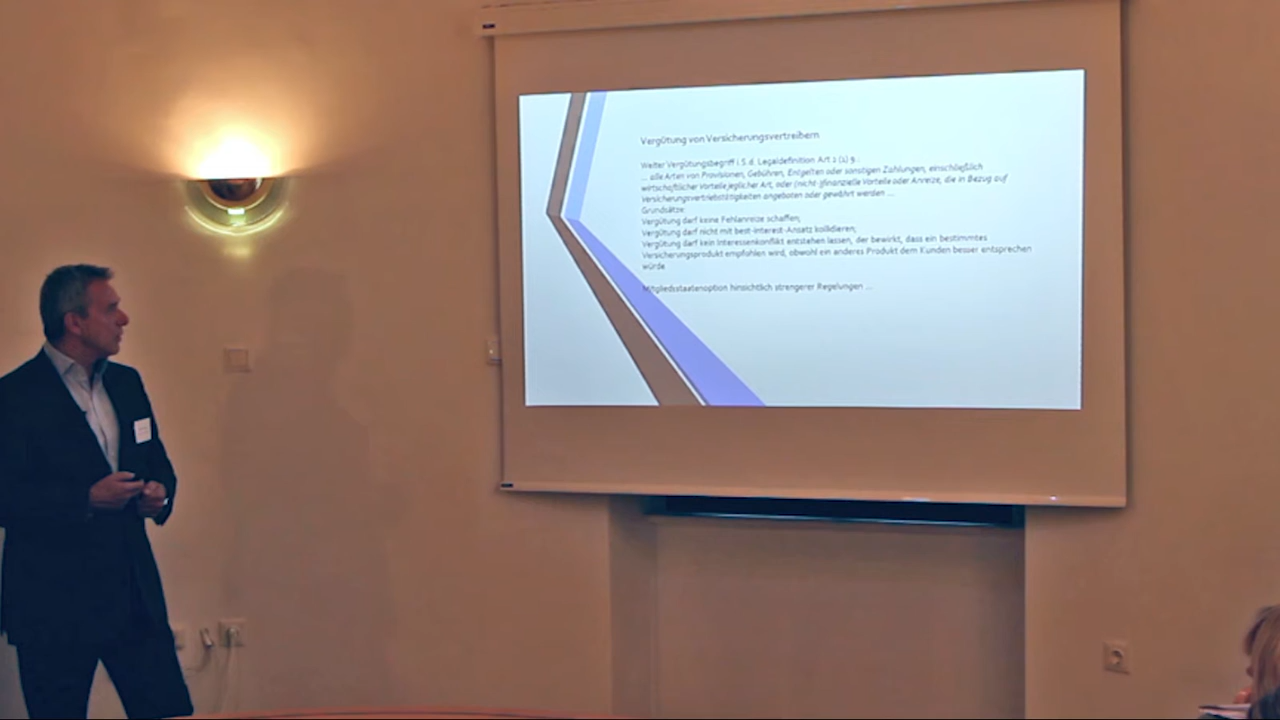 Vergütung von Versicherungsvertreibern
Weiter Vergütungsbegriff i.S.d. Legaldefinition Art 2 (1) 9.:
... alle Arten von Provisionen, Gebühren, Entgelten oder sonstigen Zahlungen, einschließlich
wirtschaftlicher Vorteile jeglicher Art, oder (nicht-)finanzielle Vorteile oder Anreize, die in Bezug auf
Versicherungsvertriebstätigkeiten angeboten oder gewährt werden ...
Grundsätze
Vergütung darf keine Fehlanreize schaffen;
Vergütung darf nicht mit best-interest-Ansatz kollidieren;
Vergütung darf kein Interessenkonflikt entstehen lassen, der bewirkt, dass ein bestimmtes
Versicherungsprodukt empfohlen wird, obwohl ein anderes Produkt dem Kunden besser entsprechen
würde
Mitgliedsstaatenoption hinsichtlich strengerer Regelungen ...